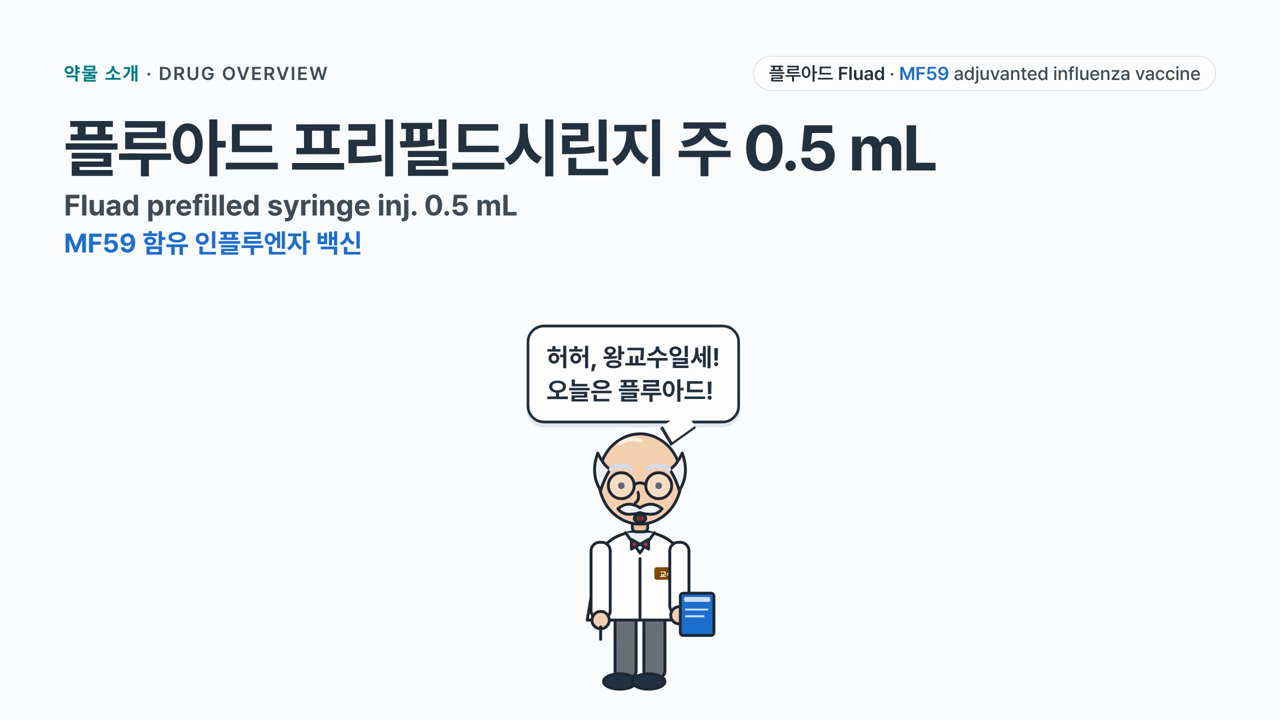 약물 소개 · DRUG OVERVIEW
플루아드 Fluad · MF59 adjuvanted influenza vaccine
플루아드 프리필드시린지 주 0.5 mL
Fluad prefilled syringe inj. 0.5 mL
MF59 함유 인플루엔자 백신
허허, 왕교수일세!
오늘은 플루아드!